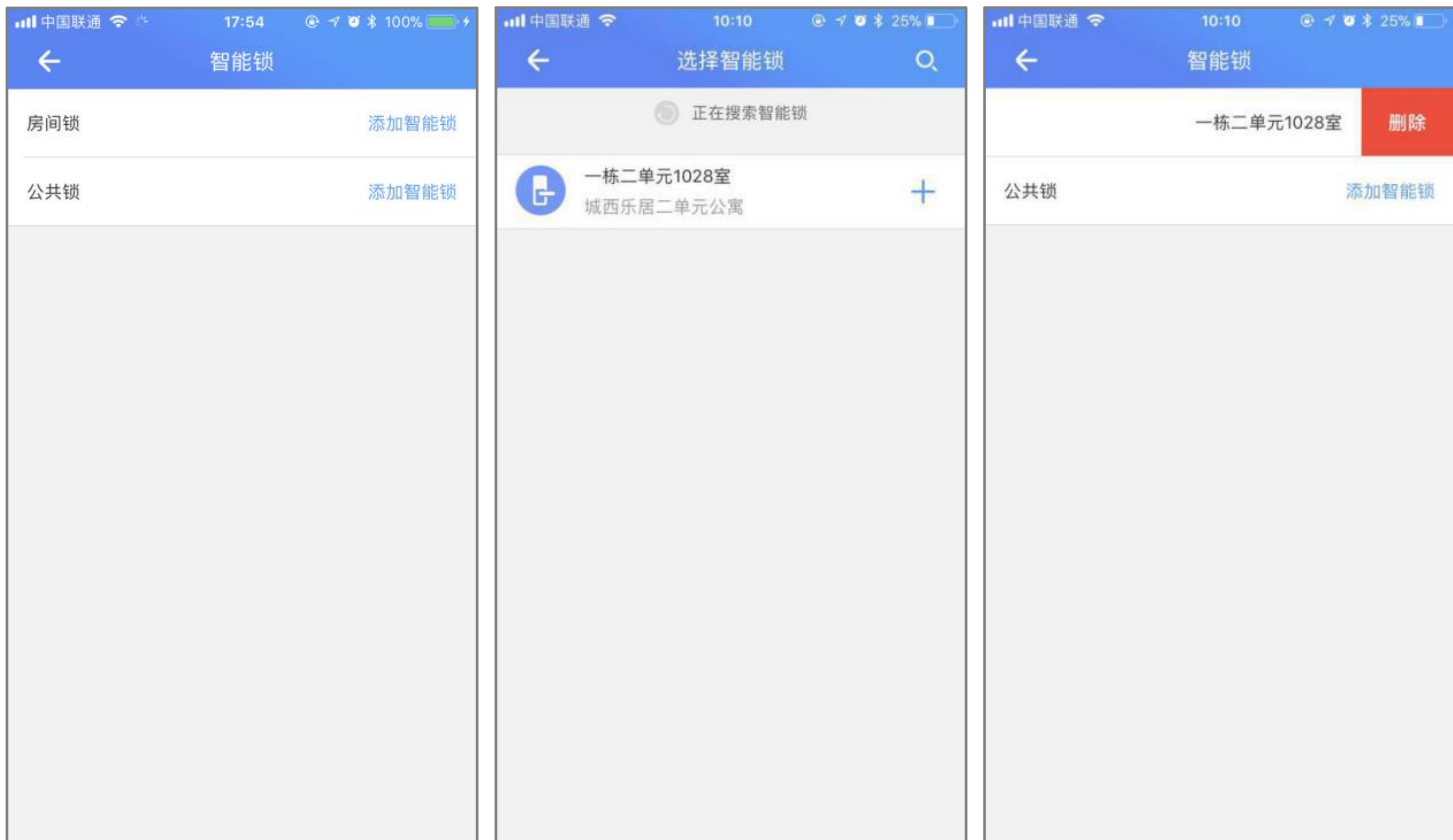 中国联通 17:54 100%
智能锁
房间锁 添加智能锁
公共锁 添加智能锁
中国联通 10:10 25%
选择智能锁
正在搜索智能锁
一栋二单元1028室
城西乐居二单元公寓
中国联通 10:10 25%
智能锁
一栋二单元1028室 删除
公共锁 添加智能锁